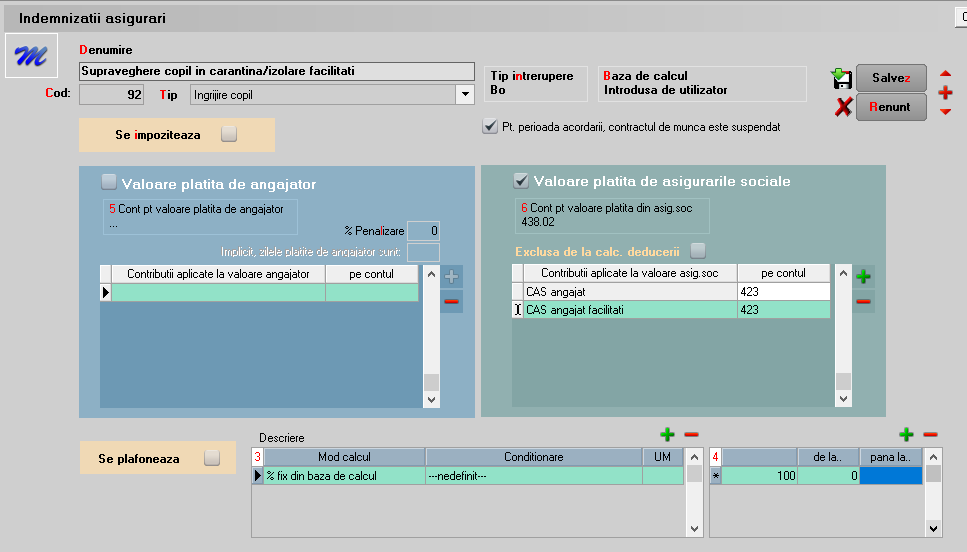 Indemnizatii asigurari
C
M
Denumire
Supraveghere copil in carantina/izolare facilitati
Cod: 92 Tip Ingrijire copil
Tip intrerupere
Bo
Baza de calcul
Introdusa de utilizator
Salvez
Renunt
Se impoziteaza
Pt. perioada acordarii, contractul de munca este suspendat
Valoare platita de angajator
5 Cont pt valoare platita de angajator
...
% Penalizare 0
Implicit, zilele platite de angajator sunt:
Contributii aplicate la valoare angajator pe contul
Valoare platita de asigurarile sociale
6 Cont pt valoare platita din asig.soc
438.02
Exclusa de la calc. deducerii
Contributii aplicate la valoare asig.soc pe contul
CAS angajat 423
CAS angajat facilitati 423
Se plafoneaza
Descriere
3 Mod calcul Conditionare UM
% fix din baza de calcul ---nedefinit---
4 de la.. pana la..
* 100 0